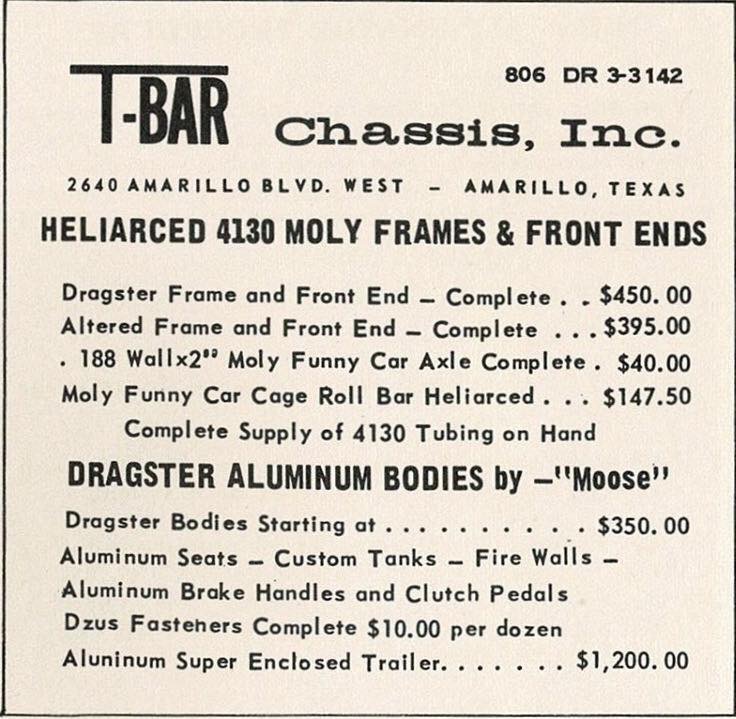 806 DR 3-3142
T-BAR Chassis, Inc.
2640 AMARILLO BLVD. WEST – AMARILLO, TEXAS
HELIARCED 4130 MOLY FRAMES & FRONT ENDS
Dragster Frame and Front End – Complete . . $450.00
Altered Frame and Front End – Complete . . . $395.00
. 188 Wallx2" Moly Funny Car Axle Complete . $40.00
Moly Funny Car Cage Roll Bar Heliarced . . . $147.50
Complete Supply of 4130 Tubing on Hand
DRAGSTER ALUMINUM BODIES by –"Moose"
Dragster Bodies Starting at . . . . . . . . . . $350.00
Aluminum Seats – Custom Tanks – Fire Walls –
Aluminum Brake Handles and Clutch Pedals
Dzus Fasteners Complete $10.00 per dozen
Aluninum Super Enclosed Trailer. . . . . . . $1,200.00